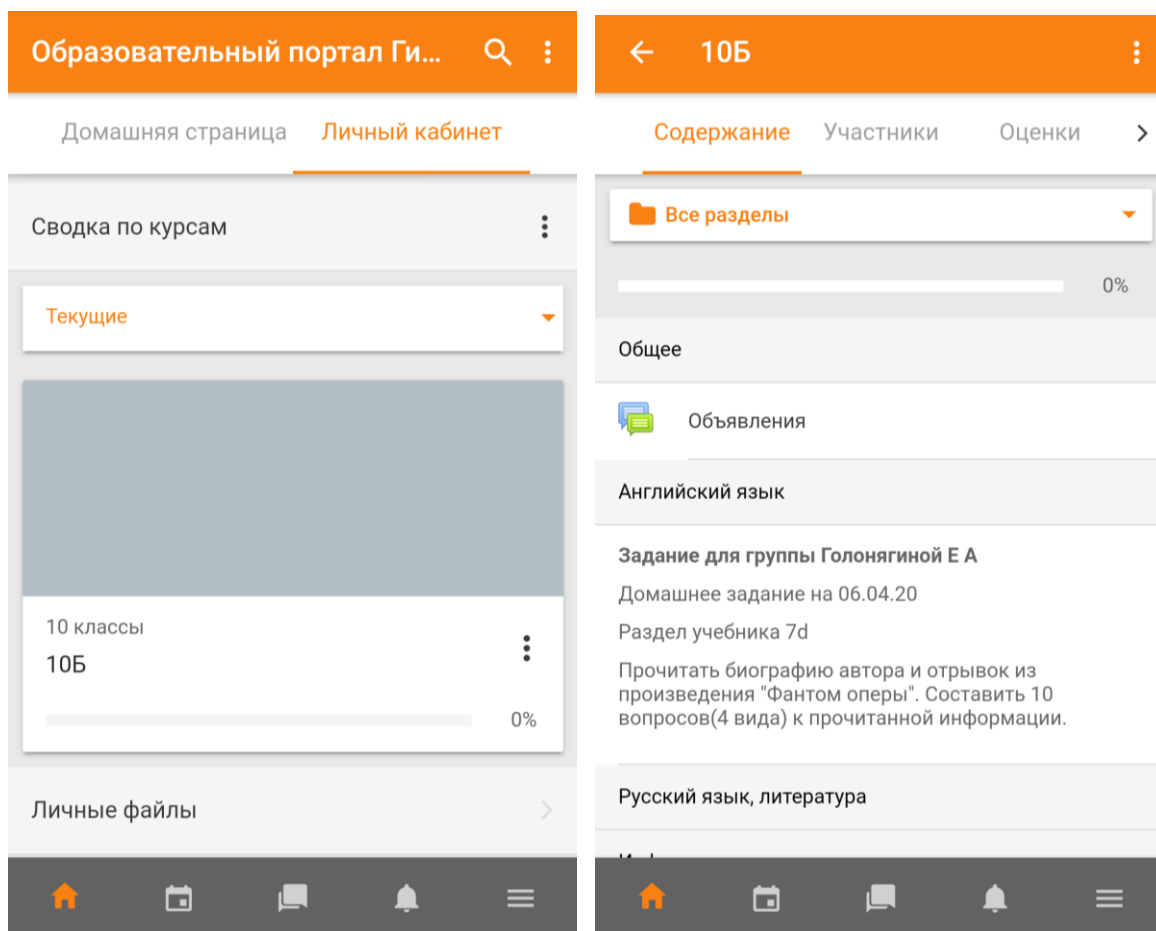 Образовательный портал Ги...
Домашняя страница Личный кабинет
Сводка по курсам
Текущие
10 классы
10Б
0%
Личные файлы
10Б
Содержание Участники Оценки
Все разделы
0%
Общее
Объявления
Английский язык
Задание для группы Голонягиной Е А
Домашнее задание на 06.04.20
Раздел учебника 7d
Прочитать биографию автора и отрывок из
произведения "Фантом оперы". Составить 10
вопросов(4 вида) к прочитанной информации.
Русский язык, литература